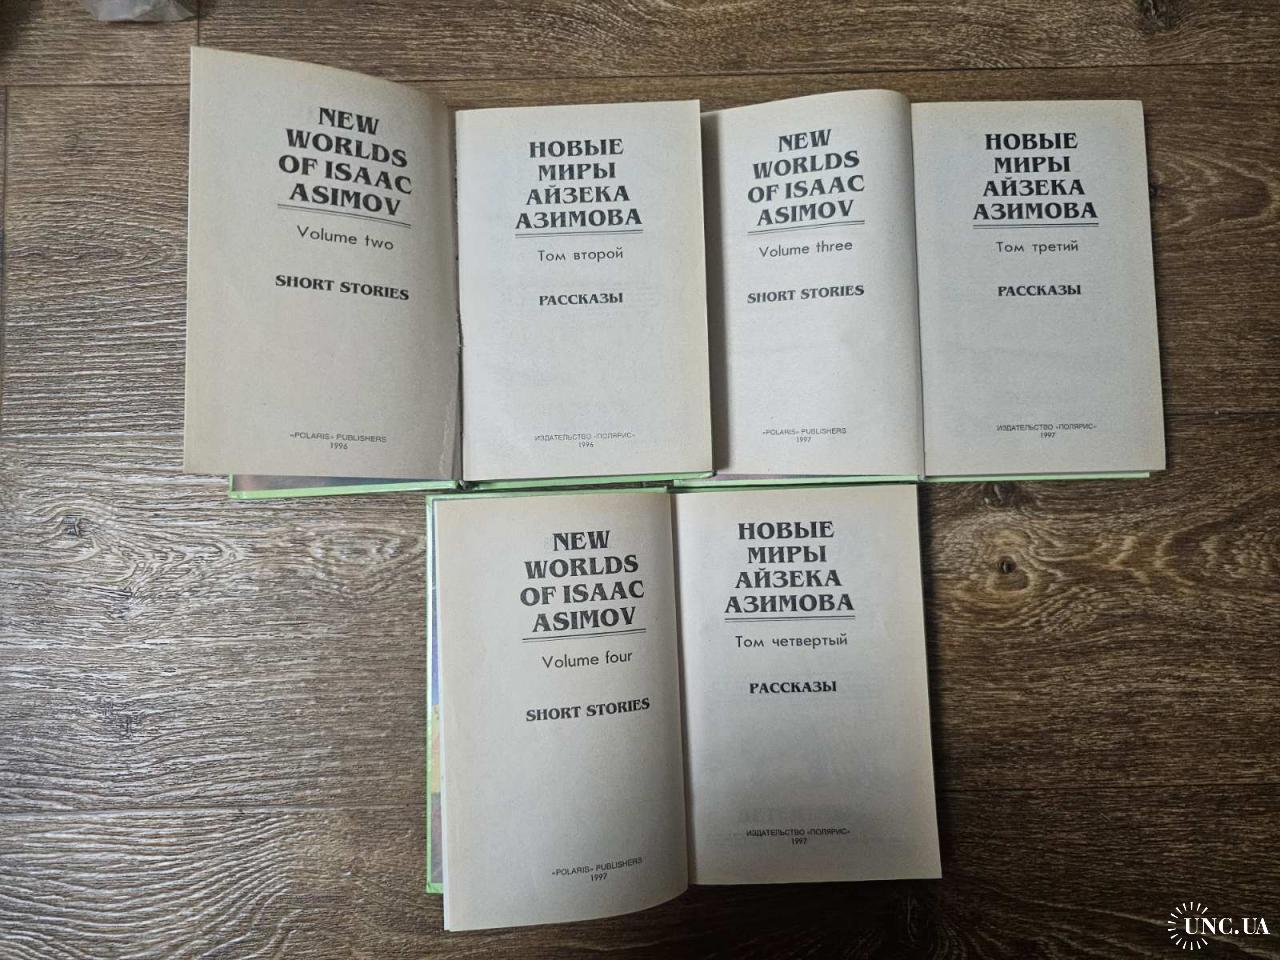 NEW
WORLDS
OF ISAAC
ASIMOV
Volume two
SHORT STORIES
«POLARIS» PUBLISHERS
1996
НОВЫЕ
МИРЫ
АЙЗЕКА
АЗИМОВА
Том второй
РАССКАЗЫ
ИЗДАТЕЛЬСТВО «ПОЛЯРИС»
1996
NEW
WORLDS
OF ISAAC
ASIMOV
Volume three
SHORT STORIES
«POLARIS» PUBLISHERS
1997
НОВЫЕ
МИРЫ
АЙЗЕКА
АЗИМОВА
Том третий
РАССКАЗЫ
ИЗДАТЕЛЬСТВО «ПОЛЯРИС»
1997
NEW
WORLDS
OF ISAAC
ASIMOV
Volume four
SHORT STORIES
«POLARIS» PUBLISHERS
1997
НОВЫЕ
МИРЫ
АЙЗЕКА
АЗИМОВА
Том четвертый
РАССКАЗЫ
ИЗДАТЕЛЬСТВО «ПОЛЯРИС»
1997
UNC.UA